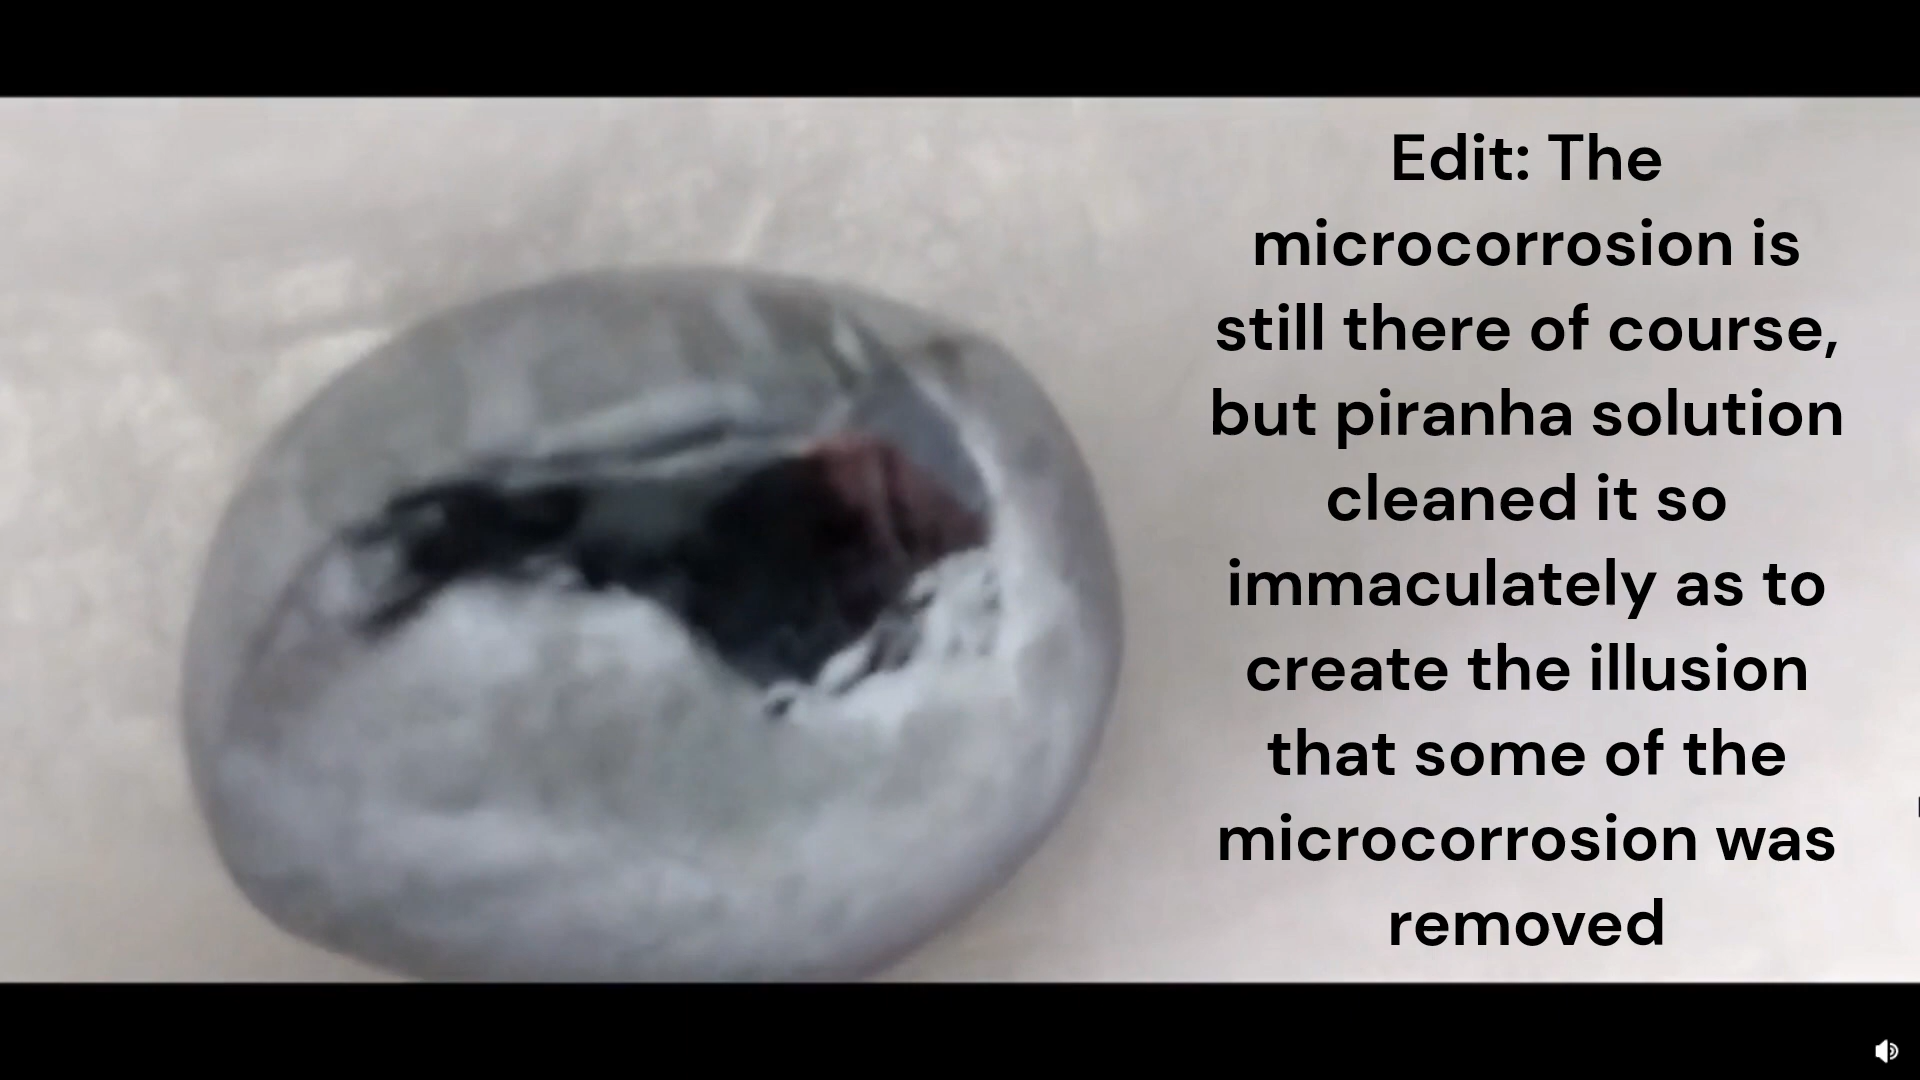 Edit: The
microcorrosion is
still there of course,
but piranha solution
cleaned it so
immaculately as to
create the illusion
that some of the
microcorrosion was
removed